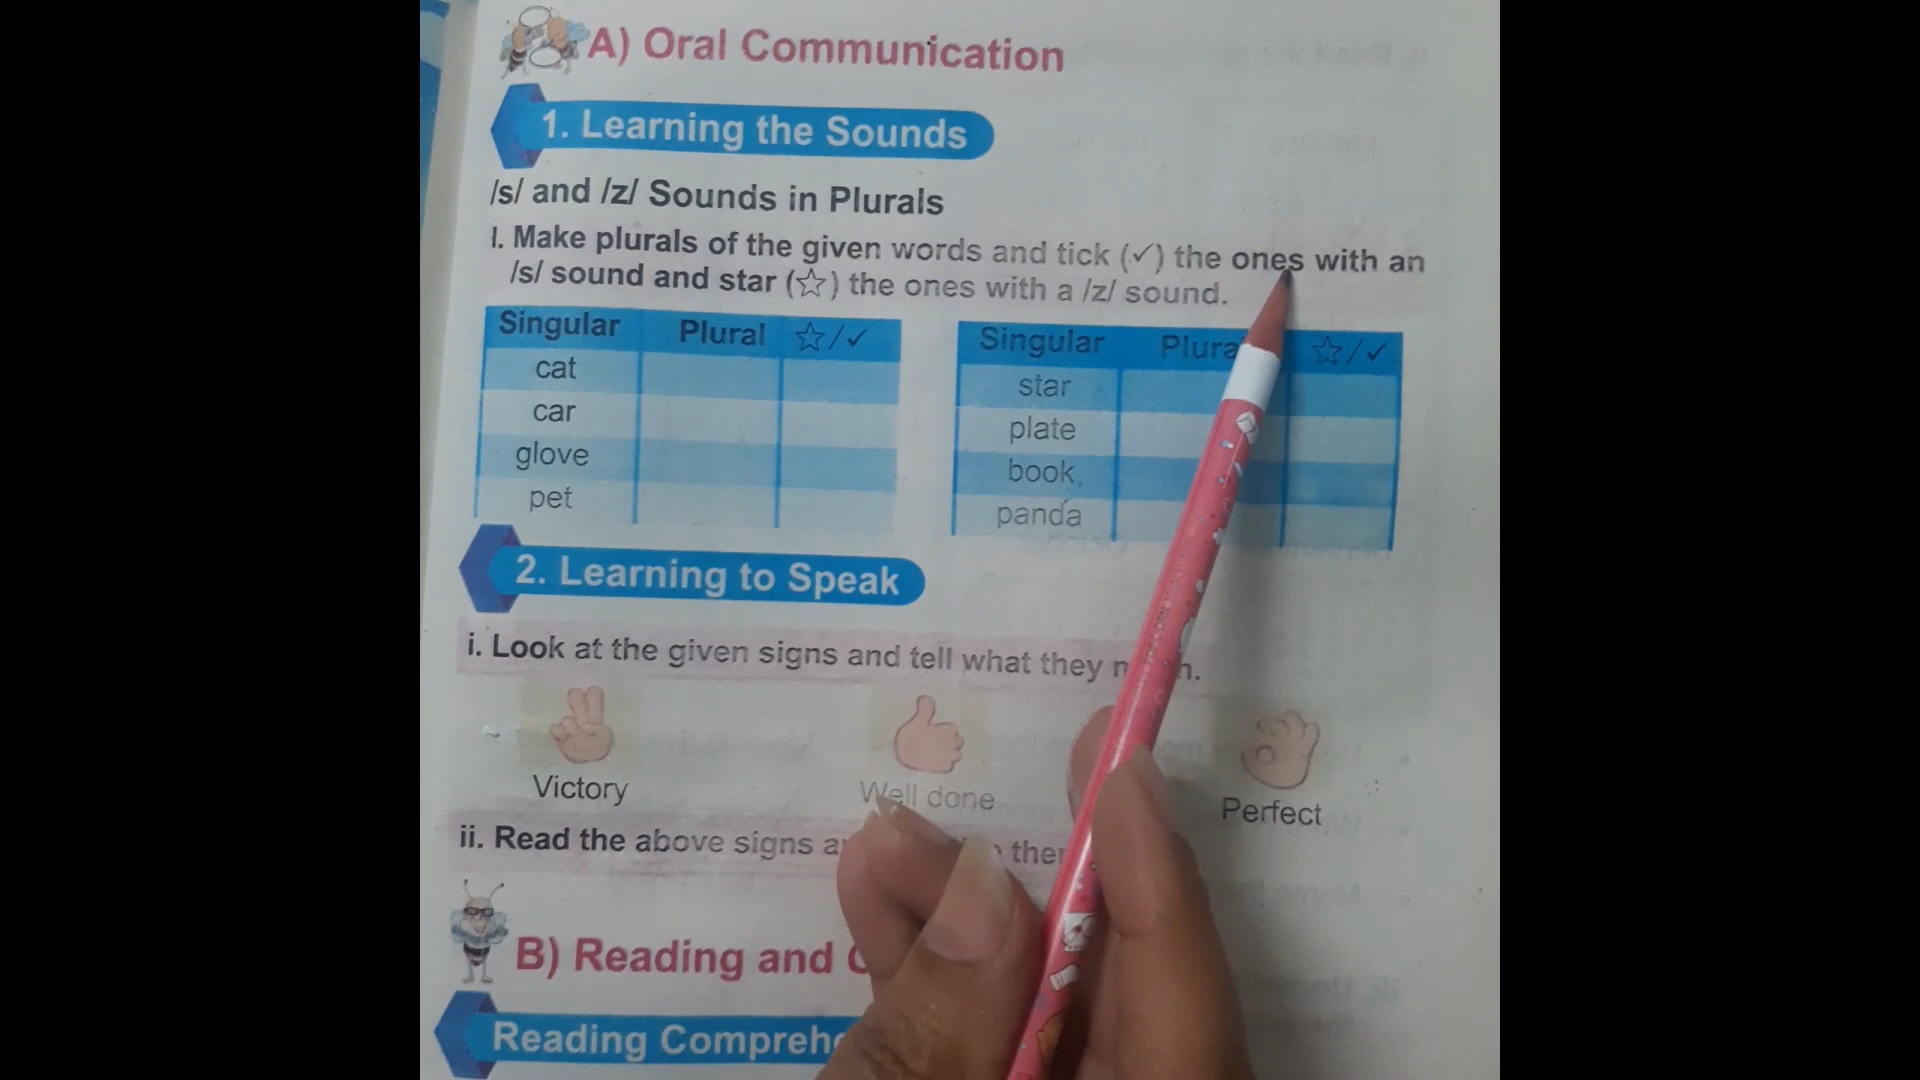 A) Oral Communication
1. Learning the Sounds
/s/ and /z/ Sounds in Plurals
I. Make plurals of the given words and tick (✓) the ones with an
/s/ sound and star (☆) the ones with a /z/ sound.
Singular Plural ☆/✓
cat
car
glove
pet
Singular Plura ☆/✓
star
plate
book
panda
2. Learning to Speak
i. Look at the given signs and tell what they
Victory
Well done
Perfect
ii. Read the above signs
B) Reading and
Reading